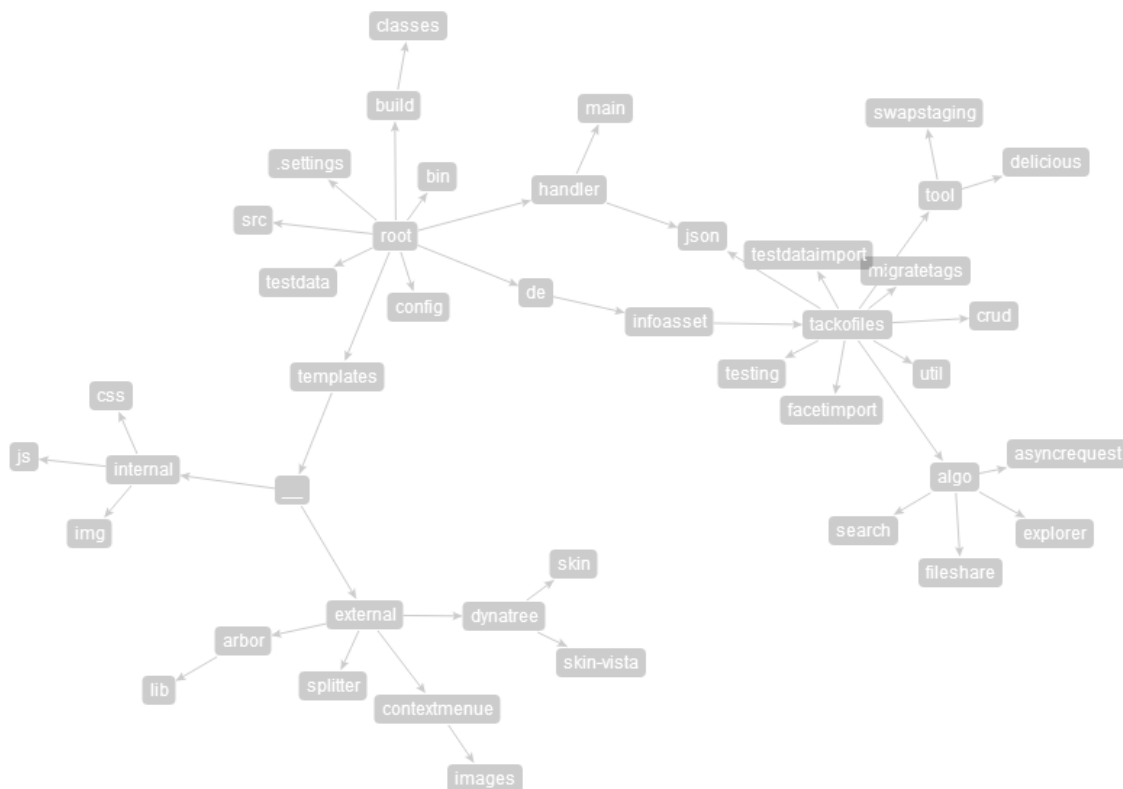 classes
build
main
swapstaging
.settings
bin
handler
delicious
tool
src
root
json
testdataimport
migratetags
testdata
de
config
infoasset
tackofiles
crud
templates
testing
util
css
facetimport
js
internal
asyncrequest
algo
__
img
search
explorer
skin
fileshare
external
dynatree
arbor
skin-vista
lib
splitter
contextmenue
images